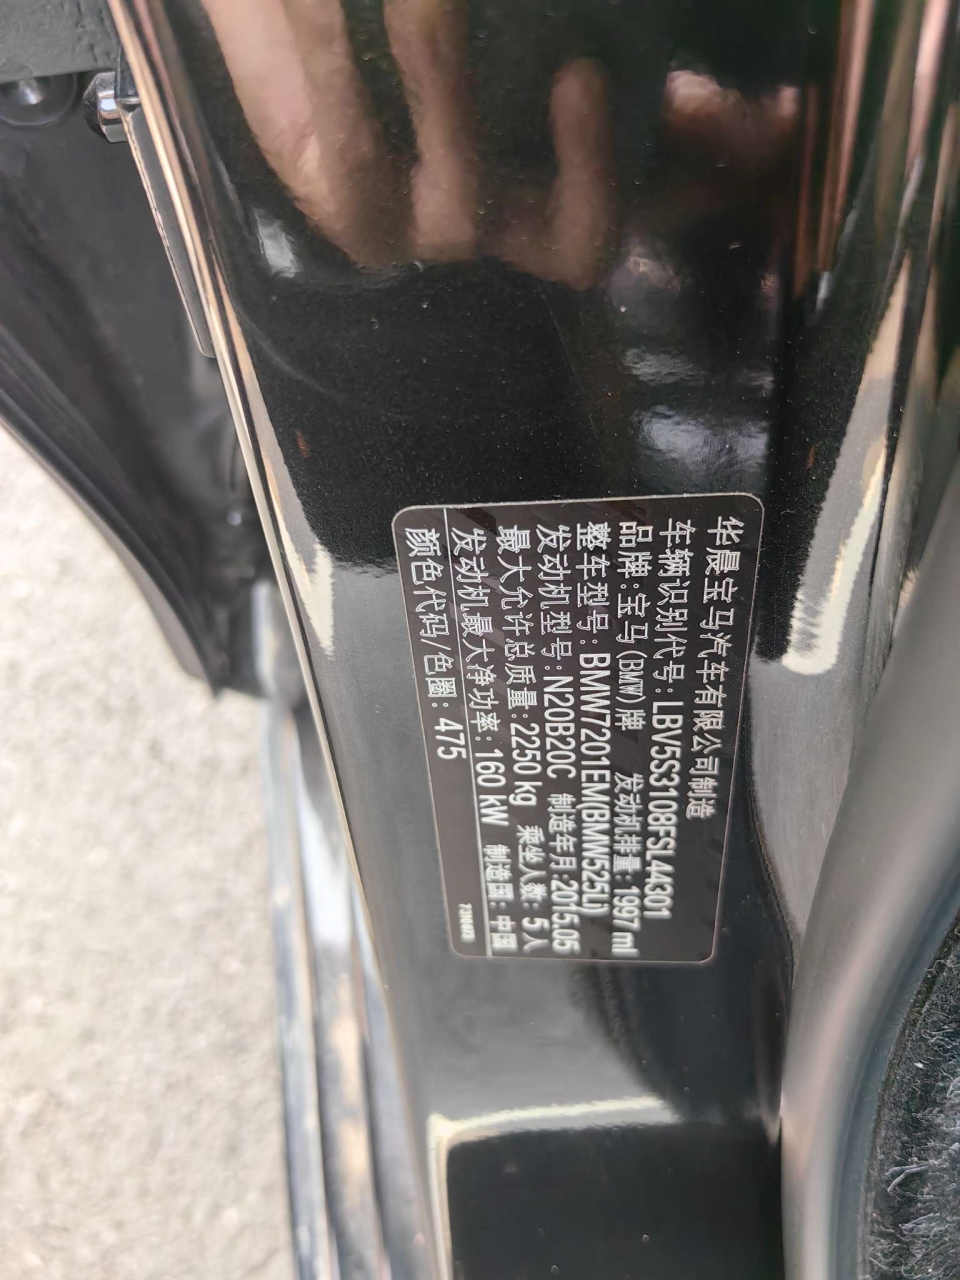 华晨宝马汽车有限公司制造
车辆识别代号: LBV5S3108FSL44301
品牌:宝马(BMW)牌 发动机排量: 1997 ml
整车型号: BMW7201EM(BMW525Li)
发动机型号:N20B20C 制造年月:2015.05
最大允许总质量:2250 kg 乘坐人数: 5 人
发动机最大净功率: 160 kW 制造国: 中国
颜色代码/色圈: 475